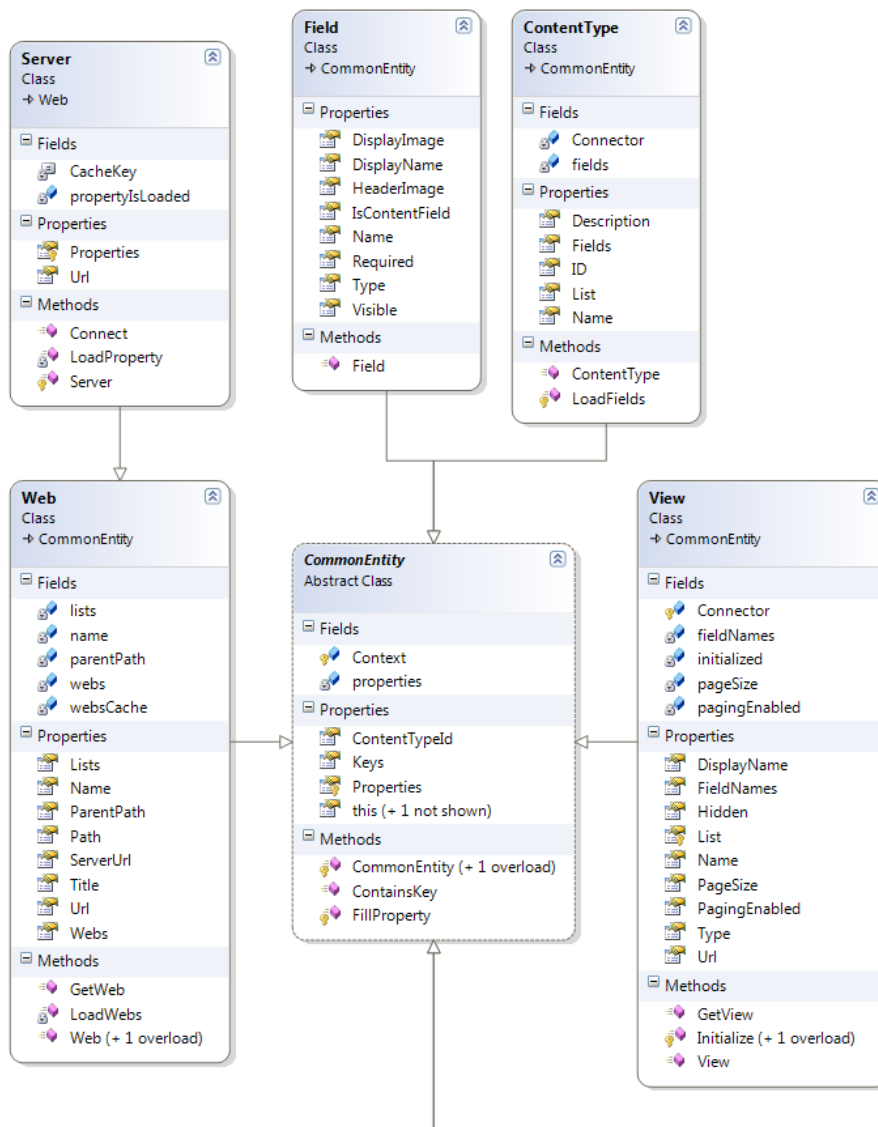 Server
Class
Web
Fields
CacheKey
propertyIsLoaded
Properties
Properties
Url
Methods
Connect
LoadProperty
Server
Field
Class
CommonEntity
Properties
DisplayImage
DisplayName
HeaderImage
IsContentField
Name
Required
Type
Visible
Methods
Field
ContentType
Class
CommonEntity
Fields
Connector
fields
Properties
Description
Fields
ID
List
Name
Methods
ContentType
LoadFields
Web
Class
CommonEntity
Fields
lists
name
parentPath
webs
websCache
Properties
Lists
Name
ParentPath
Path
ServerUrl
Title
Url
Webs
Methods
GetWeb
LoadWebs
Web (+ 1 overload)
CommonEntity
Abstract Class
Fields
Context
properties
Properties
ContentTypeId
Keys
Properties
this (+ 1 not shown)
Methods
CommonEntity (+ 1 overload)
ContainsKey
FillProperty
View
Class
CommonEntity
Fields
Connector
fieldNames
initialized
pageSize
pagingEnabled
Properties
DisplayName
FieldNames
Hidden
List
Name
PageSize
PagingEnabled
Type
Url
Methods
GetView
Initialize (+ 1 overload)
View